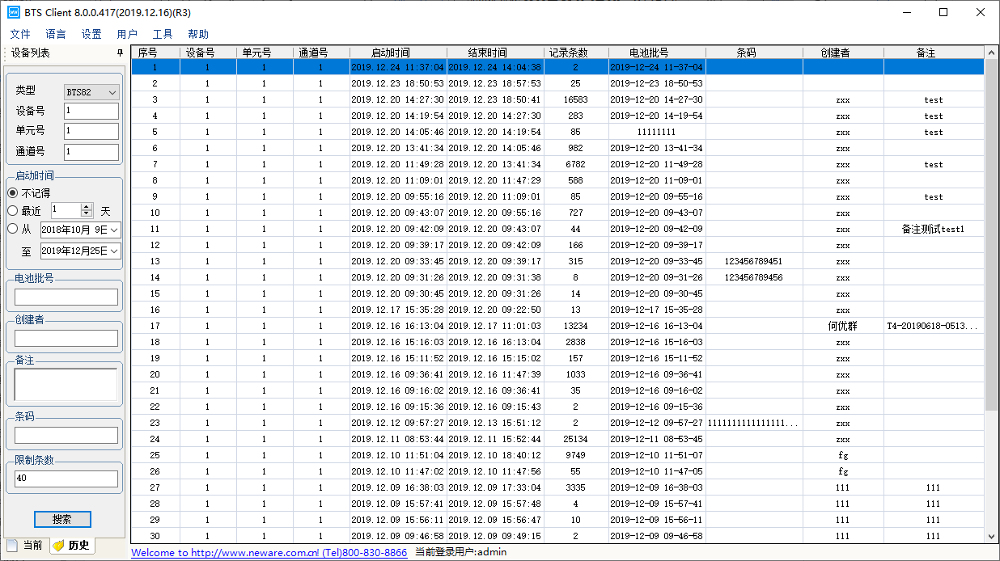 BTS Client 8.0.0.417(2019.12.16)(R3)
文件 语言 设置 用户 工具 帮助
设备列表
类型 BTS82
设备号 1
单元号 1
通道号 1
启动时间
不记得
最近 1 天
从 2018年10月 9日
至 2019年12月25日
电池批号
创建者
备注
条码
限制条数
40
搜索
当前 历史
序号 设备号 单元号 通道号 启动时间 结束时间 记录条数 电池批号 条码 创建者 备注
1 1 1 1 2019.12.24 11:37:04 2019.12.24 14:04:38 2 2019-12-24 11-37-04
2 1 1 1 2019.12.23 18:50:53 2019.12.23 18:57:53 25 2019-12-23 18-50-53
3 1 1 1 2019.12.20 14:27:30 2019.12.23 18:50:41 16583 2019-12-20 14-27-30 zxx test
4 1 1 1 2019.12.20 14:19:54 2019.12.20 14:27:30 283 2019-12-20 14-19-54 zxx test
5 1 1 1 2019.12.20 14:05:46 2019.12.20 14:19:54 85 11111111 zxx test
6 1 1 1 2019.12.20 13:41:34 2019.12.20 14:05:46 982 2019-12-20 13-41-34 zxx
7 1 1 1 2019.12.20 11:49:28 2019.12.20 13:41:34 6782 2019-12-20 11-49-28 zxx test
8 1 1 1 2019.12.20 11:09:01 2019.12.20 11:47:29 588 2019-12-20 11-09-01 zxx
9 1 1 1 2019.12.20 09:55:16 2019.12.20 11:09:01 85 2019-12-20 09-55-16 zxx test
10 1 1 1 2019.12.20 09:43:07 2019.12.20 09:55:16 727 2019-12-20 09-43-07 zxx
11 1 1 1 2019.12.20 09:42:09 2019.12.20 09:43:07 44 2019-12-20 09-42-09 zxx 备注测试test1
12 1 1 1 2019.12.20 09:39:17 2019.12.20 09:42:09 166 2019-12-20 09-39-17 zxx
13 1 1 1 2019.12.20 09:33:45 2019.12.20 09:39:17 315 2019-12-20 09-33-45 123456789451 zxx
14 1 1 1 2019.12.20 09:31:26 2019.12.20 09:31:38 8 2019-12-20 09-31-26 123456789456 zxx
15 1 1 1 2019.12.20 09:30:45 2019.12.20 09:31:26 14 2019-12-20 09-30-45 zxx
16 1 1 1 2019.12.17 15:35:28 2019.12.20 09:22:50 13 2019-12-17 15-35-28 zxx
17 1 1 1 2019.12.16 16:13:04 2019.12.17 11:01:03 13234 2019-12-16 16-13-04 何优群 T4-20190618-0513...
18 1 1 1 2019.12.16 15:16:03 2019.12.16 16:13:04 2838 2019-12-16 15-16-03 zxx
19 1 1 1 2019.12.16 15:11:52 2019.12.16 15:15:02 157 2019-12-16 15-11-52 zxx
20 1 1 1 2019.12.16 09:36:41 2019.12.16 11:47:39 1033 2019-12-16 09-36-41 zxx
21 1 1 1 2019.12.16 09:16:02 2019.12.16 09:36:41 35 2019-12-16 09-16-02 zxx
22 1 1 1 2019.12.16 09:15:36 2019.12.16 09:15:43 2 2019-12-16 09-15-36 zxx
23 1 1 1 2019.12.12 09:57:27 2019.12.13 15:51:12 2 2019-12-12 09-57-27 1111111111111111... zxx
24 1 1 1 2019.12.11 08:53:44 2019.12.11 15:52:44 25134 2019-12-11 08-53-45 zxx
25 1 1 1 2019.12.10 11:51:04 2019.12.10 18:40:12 9749 2019-12-10 11-51-07 fg
26 1 1 1 2019.12.10 11:47:02 2019.12.10 11:47:56 55 2019-12-10 11-47-05 fg
27 1 1 1 2019.12.09 16:38:03 2019.12.09 17:33:04 3335 2019-12-09 16-38-03 111 111
28 1 1 1 2019.12.09 15:57:41 2019.12.09 15:57:48 4 2019-12-09 15-57-41 111 111
29 1 1 1 2019.12.09 15:56:11 2019.12.09 15:56:47 10 2019-12-09 15-56-11 111 111
30 1 1 1 2019.12.09 09:46:58 2019.12.09 09:49:15 2 2019-12-09 09-46-58 111 111
Welcome to http://www.neware.com.cn! (Tel)800-830-8866 当前登录用户:admin